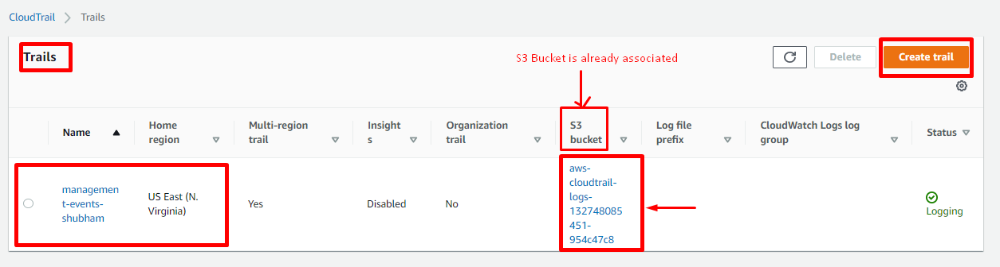 CloudTrail > Trails
Trails
S3 Bucket is already associated
Delete
Create trail
Name
Home
region
Multi-region
trail
Insight
s
Organization
trail
S3
bucket
Log file
prefix
CloudWatch Logs log
group
Status
managemen
t-events-
shubham
US East (N.
Virginia)
Yes
Disabled
No
aws-
cloudtrail-
logs-
132748085
451-
954c47c8
Logging